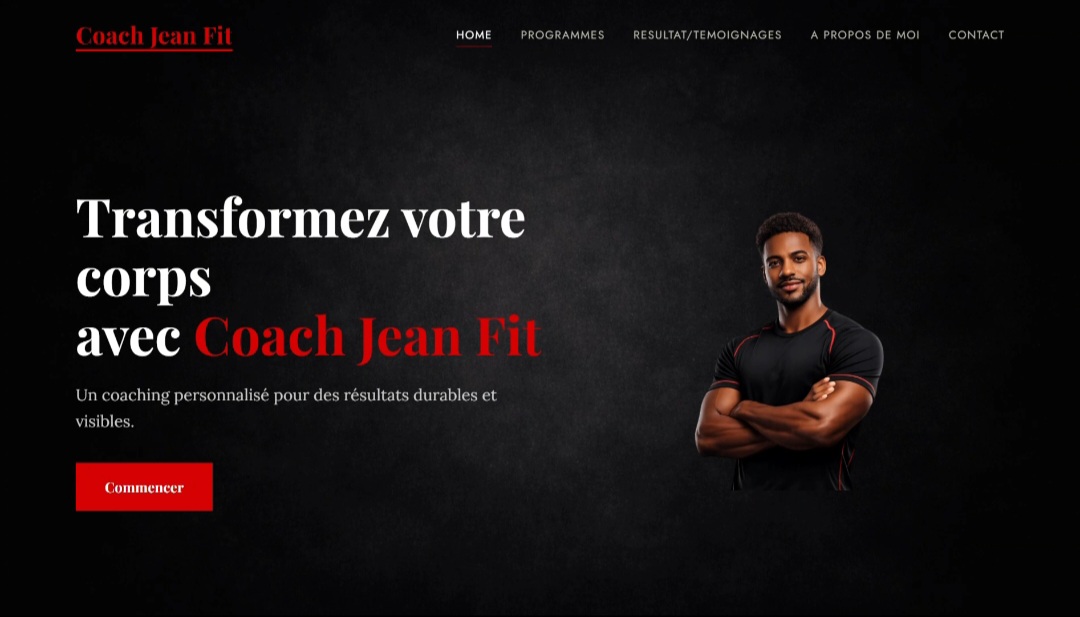 Coach Jean Fit
HOME PROGRAMMES RESULTAT/TEMOIGNAGES A PROPOS DE MOI CONTACT
Transformez votre
corps
avec Coach Jean Fit
Un coaching personnalisé pour des résultats durables et
visibles.
Commencer